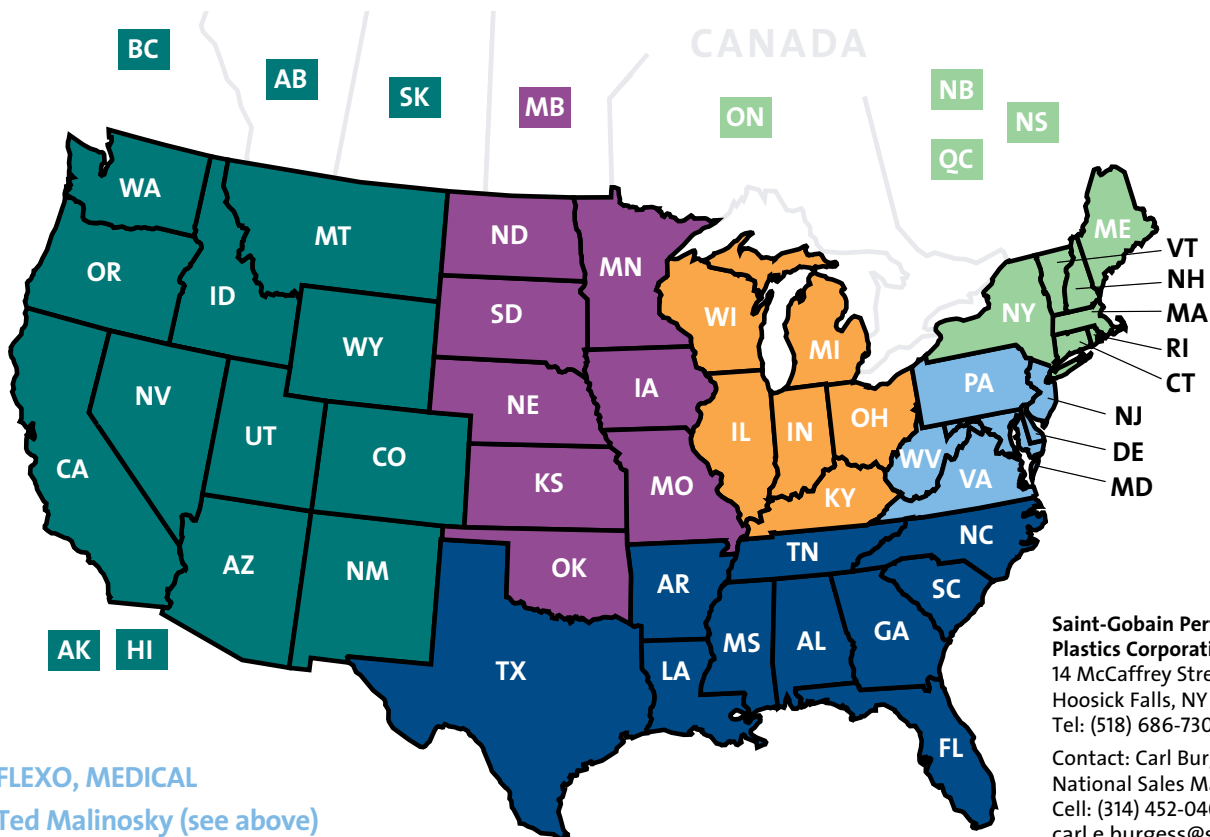 CANADA
BC
AB
SK
MB
ON
NB
NS
QC
WA
MT
ND
MN
ME
VT
OR
ID
SD
WI
NH
NY
MA
WY
MI
RI
NV
NE
IA
PA
CT
UT
CO
IL
IN
OH
NJ
CA
KS
MO
WV
DE
KY
VA
MD
AZ
NM
OK
TN
NC
AR
SC
MS
AL
GA
AK
HI
TX
LA
FL
Saint-Gobain
Plastics
14 McCaffrey
Hoosick Falls, NY
Tel: (518)
Contact: Carl
National Sales
Cell: (314)
FLEXO, MEDICAL
Ted Malinosky (see above)